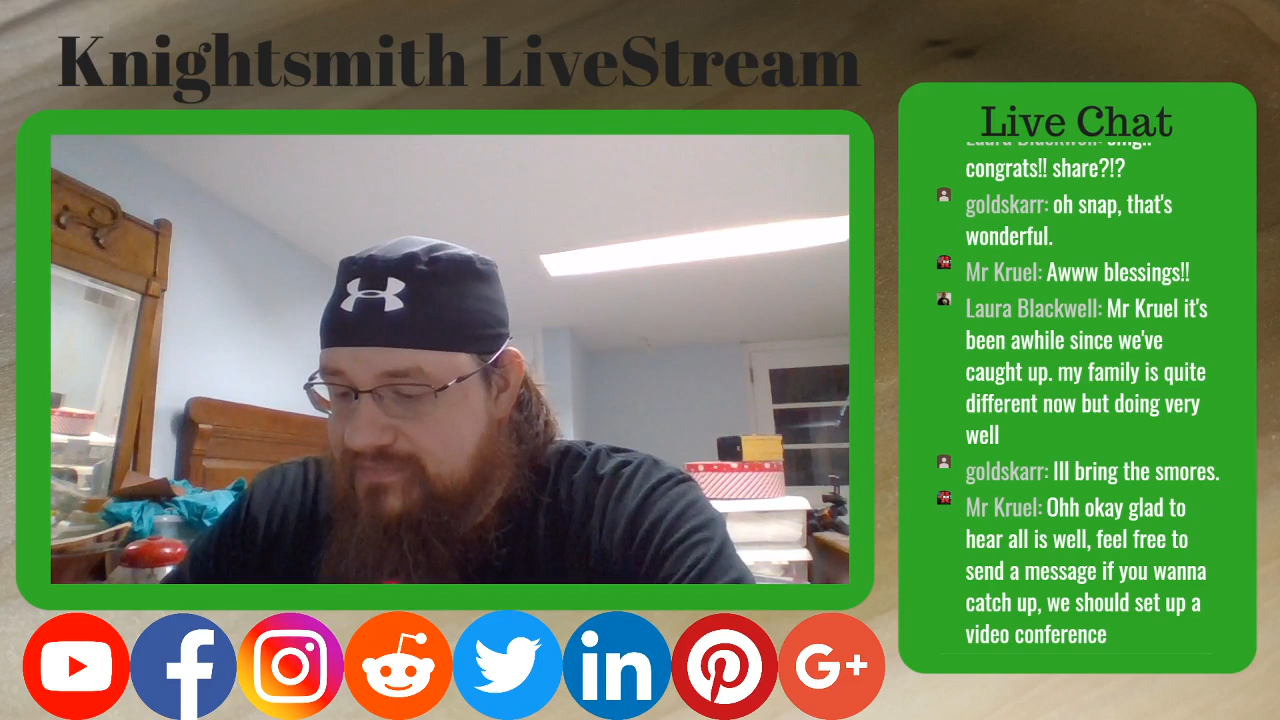 Knightsmith LiveStream
Live Chat
congrats!! share?!?
goldskarr: oh snap, that's
wonderful.
Mr Kruel: Awww blessings!!
Laura Blackwell: Mr Kruel it's
been awhile since we've
caught up. my family is quite
different now but doing very
well
goldskarr: Ill bring the smores.
Mr Kruel: Ohh okay glad to
hear all is well, feel free to
send a message if you wanna
catch up, we should set up a
video conference
f
in
G+